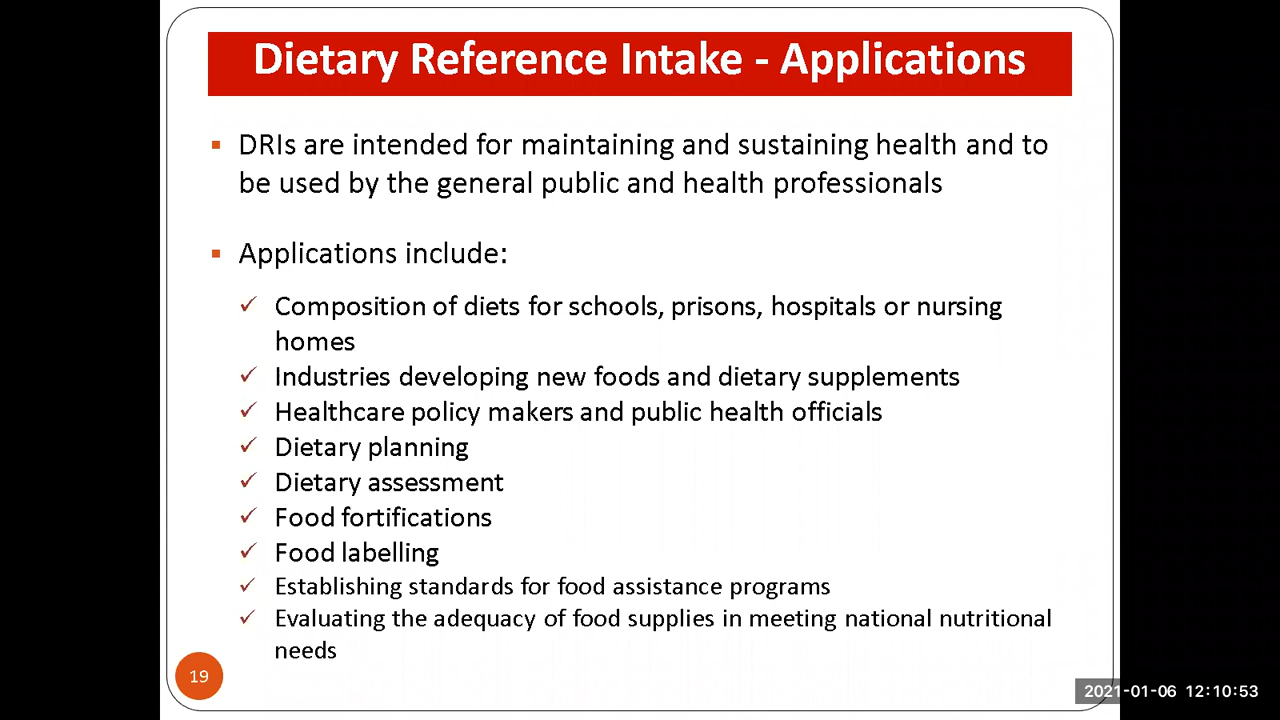 Dietary Reference Intake - Applications
DRIs are intended for maintaining and sustaining health and to
be used by the general public and health professionals
Applications include:
Composition of diets for schools, prisons, hospitals or nursing
homes
Industries developing new foods and dietary supplements
Healthcare policy makers and public health officials
Dietary planning
Dietary assessment
Food fortifications
Food labelling
Establishing standards for food assistance programs
Evaluating the adequacy of food supplies in meeting national nutritional
needs
19
2021-01-06 12:10:53